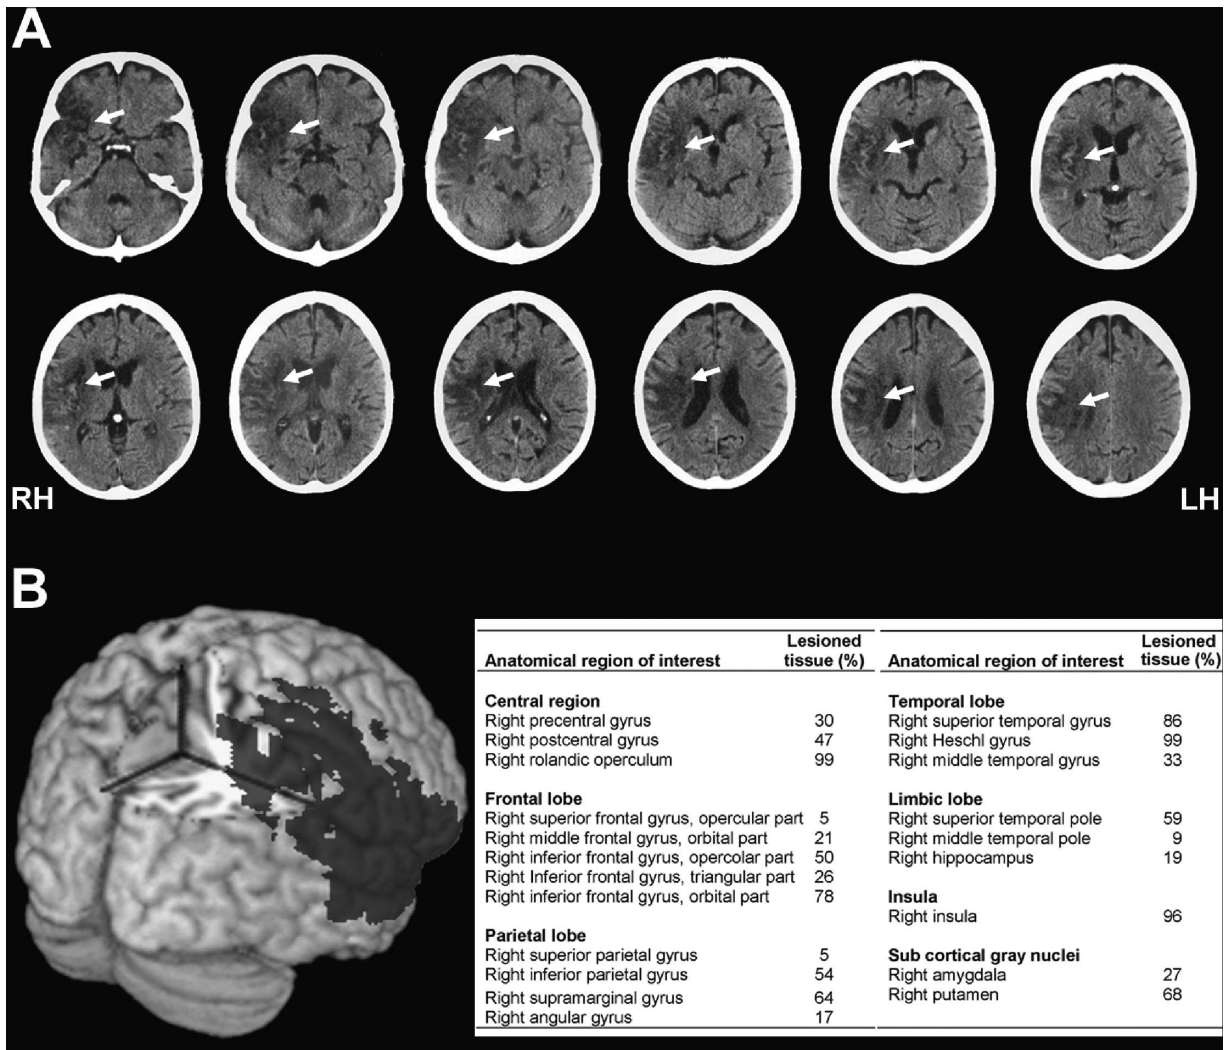 A
RH
LH
B
Anatomical region of interest Lesioned tissue (%)
Central region
Right precentral gyrus 30
Right postcentral gyrus 47
Right rolandic operculum 99
Frontal lobe
Right superior frontal gyrus, opercular part 5
Right middle frontal gyrus, orbital part 21
Right inferior frontal gyrus, opercolar part 50
Right Inferior frontal gyrus, triangular part 26
Right inferior frontal gyrus, orbital part 78
Parietal lobe
Right superior parietal gyrus 5
Right inferior parietal gyrus 54
Right supramarginal gyrus 64
Right angular gyrus 17
Anatomical region of interest Lesioned tissue (%)
Temporal lobe
Right superior temporal gyrus 86
Right Heschl gyrus 99
Right middle temporal gyrus 33
Limbic lobe
Right superior temporal pole 59
Right middle temporal pole 9
Right hippocampus 19
Insula
Right insula 96
Sub cortical gray nuclei
Right amygdala 27
Right putamen 68